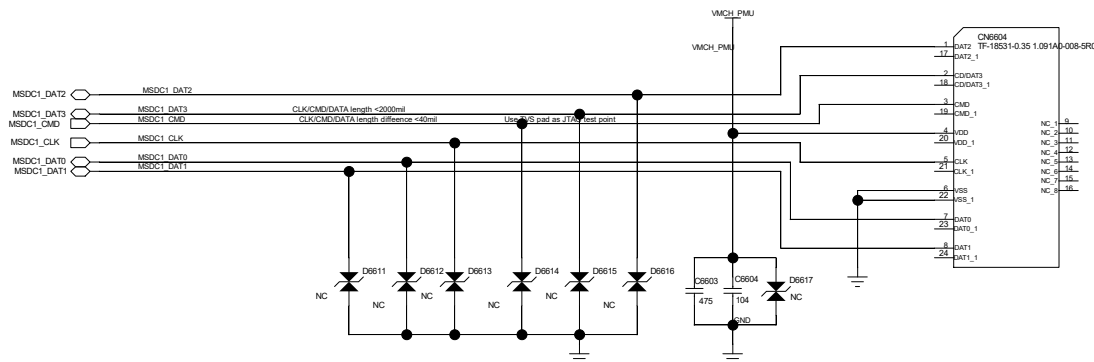 VMCH_PMU
VMCH_PMU
CN6604
TF-18531-0.35 1.091A0-008-5R0
1 DAT2
17 DAT2_1
2 CD/DAT3
18 CD/DAT3_1
3 CMD
19 CMD_1
4 VDD
20 VDD_1
5 CLK
21 CLK_1
6 VSS
22 VSS_1
7 DAT0
23 DAT0_1
8 DAT1
24 DAT1_1
NC_1 9
NC_2 10
NC_3 11
NC_4 12
NC_5 13
NC_6 14
NC_7 15
NC_8 16
MSDC1_DAT2 MSDC1_DAT2
MSDC1_DAT3 MSDC1_DAT3 CLK/CMD/DATA length <2000mil
MSDC1_CMD MSDC1_CMD CLK/CMD/DATA length diffence <40mil Use TVS pad as JTAG test point
MSDC1_CLK MSDC1_CLK
MSDC1_DAT0 MSDC1_DAT0
MSDC1_DAT1 MSDC1_DAT1
D6611 D6612 D6613 D6614 D6615 D6616 C6603 C6604 D6617
NC NC NC NC NC NC 475 104 NC
GND